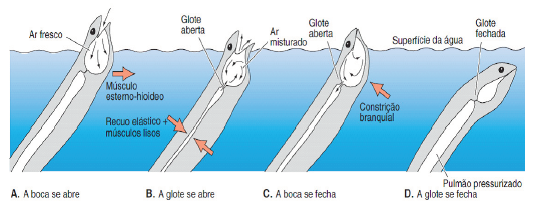 Ar fresco
Músculo
esterno-hioideo
A. A boca se abre
Glote
aberta
Ar
misturado
Recuo elástico +
músculos lisos
B. A glote se abre
Glote
aberta
Constrição
branquial
C. A boca se fecha
Superfície da água
Glote
fechada
Pulmão pressurizado
D. A glote se fecha